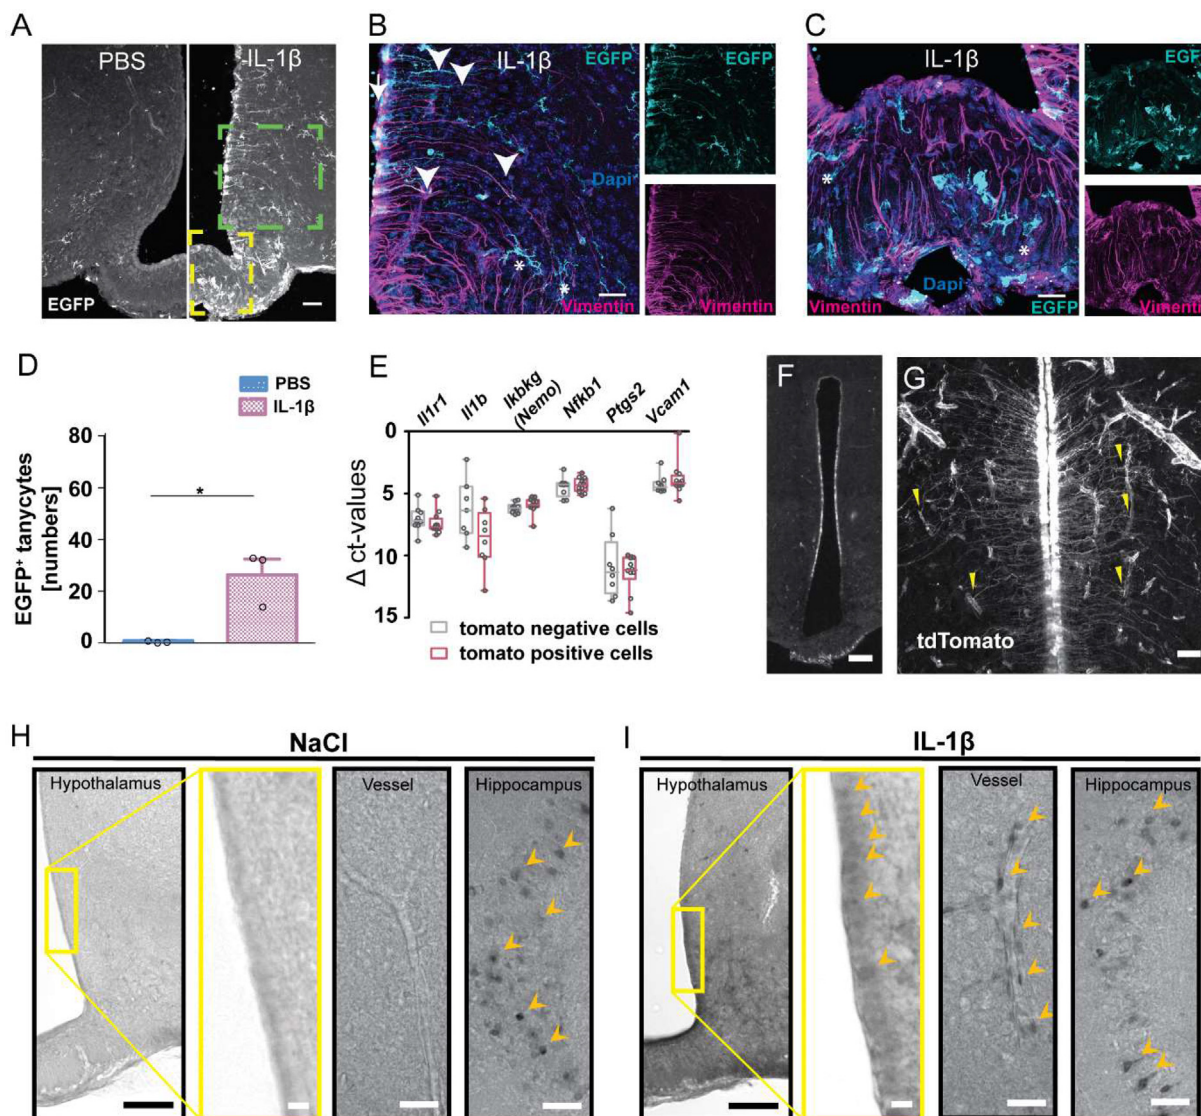 A
PBS
IL-1β
EGFP
B
IL-1β
EGFP
Dapi
*
*
Vimentin
EGFP
Vimentin
C
IL-1β
*
*
Vimentin
Dapi
EGFP
EGF
Vimentin
D
PBS
IL-1β
EGFP+ tanycytes
[numbers]
80
60
40
20
0
*
E
Il1r1
Il1b
Ikbkg
(Nemo)
Nfkb1
Ptgs2
Vcam1
Δ ct-values
0
5
10
15
tomato negative cells
tomato positive cells
F
G
tdTomato
H
NaCl
Hypothalamus
Vessel
Hippocampus
I
IL-1β
Hypothalamus
Vessel
Hippocampus